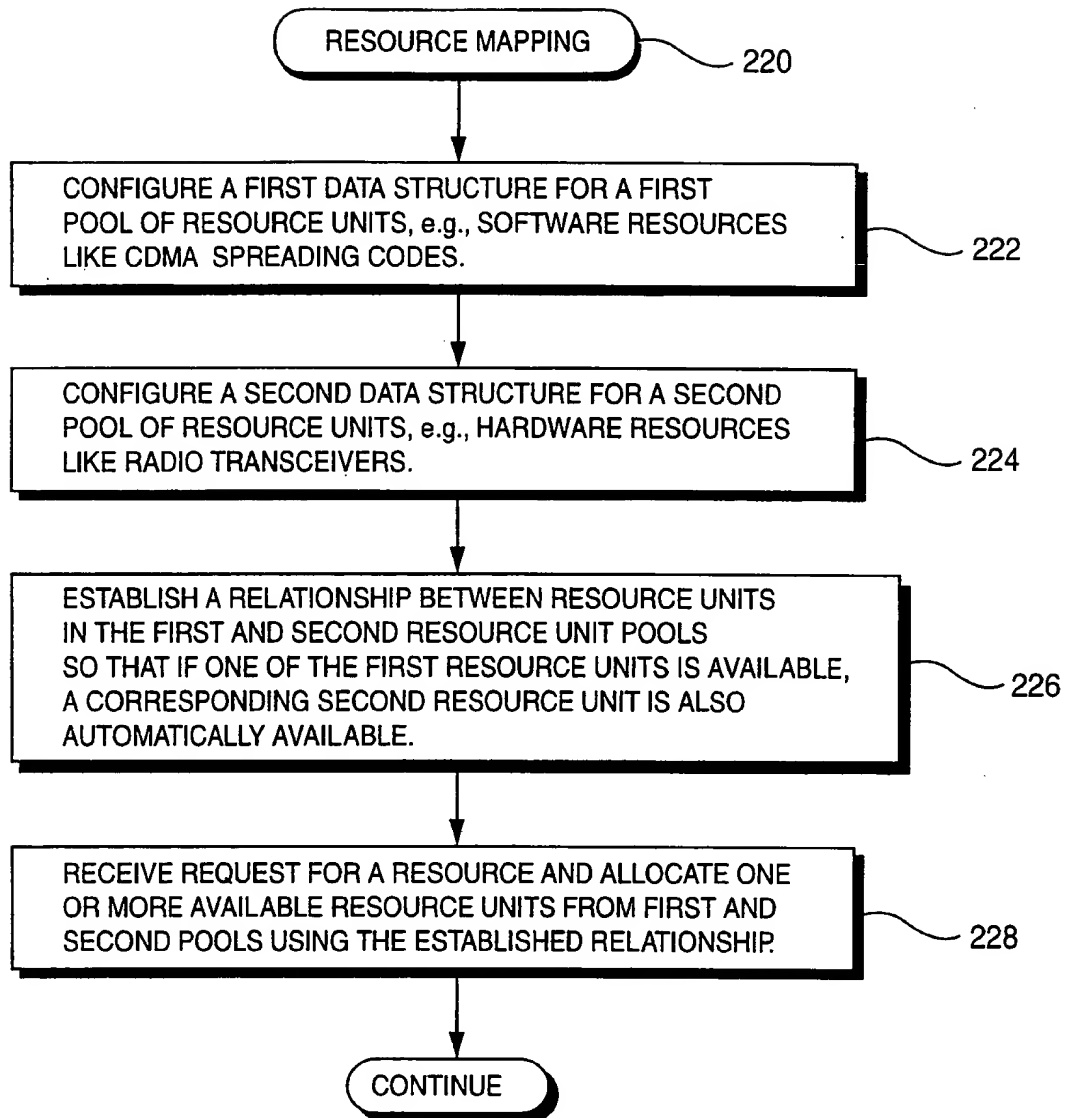 RESOURCE MAPPING
220
CONFIGURE A FIRST DATA STRUCTURE FOR A FIRST
POOL OF RESOURCE UNITS, e.g., SOFTWARE RESOURCES
LIKE CDMA SPREADING CODES.
222
CONFIGURE A SECOND DATA STRUCTURE FOR A SECOND
POOL OF RESOURCE UNITS, e.g., HARDWARE RESOURCES
LIKE RADIO TRANSCEIVERS.
224
ESTABLISH A RELATIONSHIP BETWEEN RESOURCE UNITS
IN THE FIRST AND SECOND RESOURCE UNIT POOLS
SO THAT IF ONE OF THE FIRST RESOURCE UNITS IS AVAILABLE,
A CORRESPONDING SECOND RESOURCE UNIT IS ALSO
AUTOMATICALLY AVAILABLE.
226
RECEIVE REQUEST FOR A RESOURCE AND ALLOCATE ONE
OR MORE AVAILABLE RESOURCE UNITS FROM FIRST AND
SECOND POOLS USING THE ESTABLISHED RELATIONSHIP.
228
CONTINUE